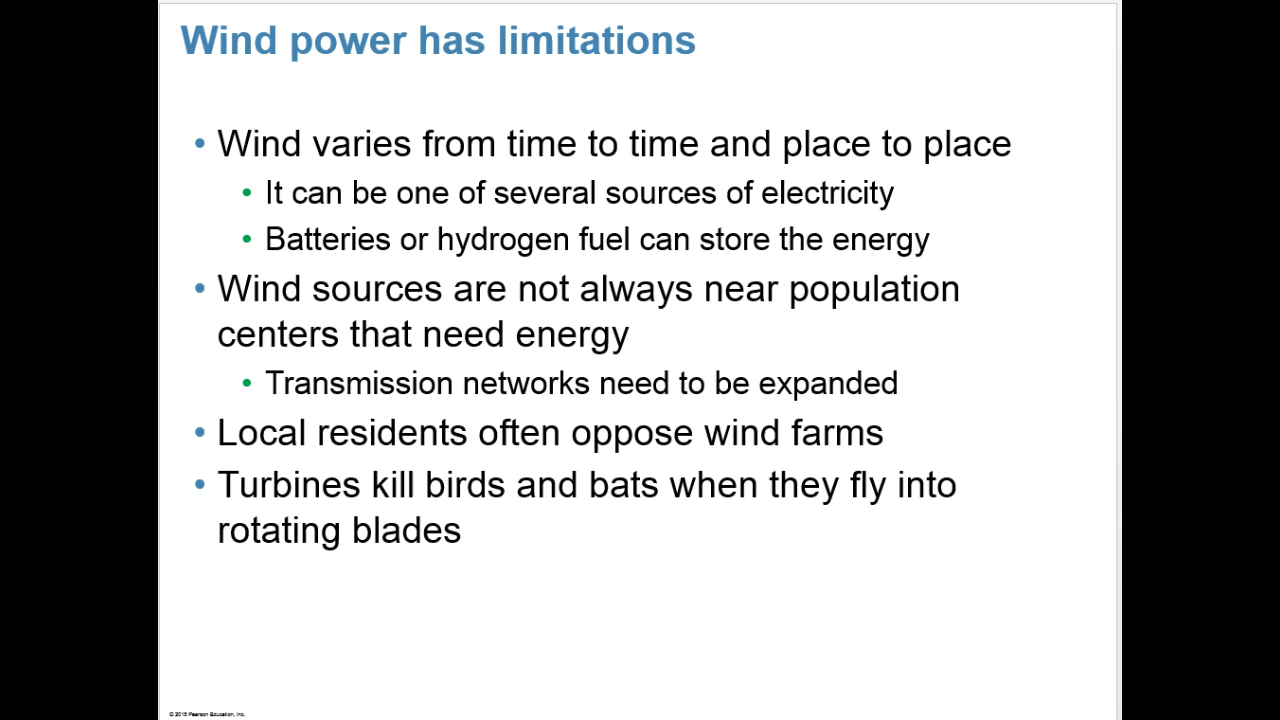 Wind power has limitations
• Wind varies from time to time and place to place
• It can be one of several sources of electricity
• Batteries or hydrogen fuel can store the energy
• Wind sources are not always near population
centers that need energy
• Transmission networks need to be expanded
• Local residents often oppose wind farms
• Turbines kill birds and bats when they fly into
rotating blades
© 2015 Pearson Education, Inc.